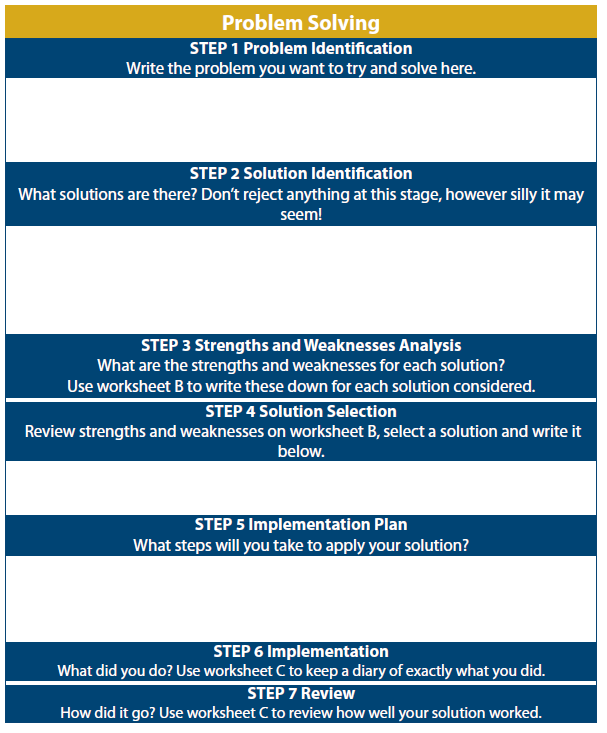 Problem Solving
STEP 1 Problem Identification
Write the problem you want to try and solve here.
STEP 2 Solution Identification
What solutions are there? Don’t reject anything at this stage, however silly it may
seem!
STEP 3 Strengths and Weaknesses Analysis
What are the strengths and weaknesses for each solution?
Use worksheet B to write these down for each solution considered.
STEP 4 Solution Selection
Review strengths and weaknesses on worksheet B, select a solution and write it
below.
STEP 5 Implementation Plan
What steps will you take to apply your solution?
STEP 6 Implementation
What did you do? Use worksheet C to keep a diary of exactly what you did.
STEP 7 Review
How did it go? Use worksheet C to review how well your solution worked.